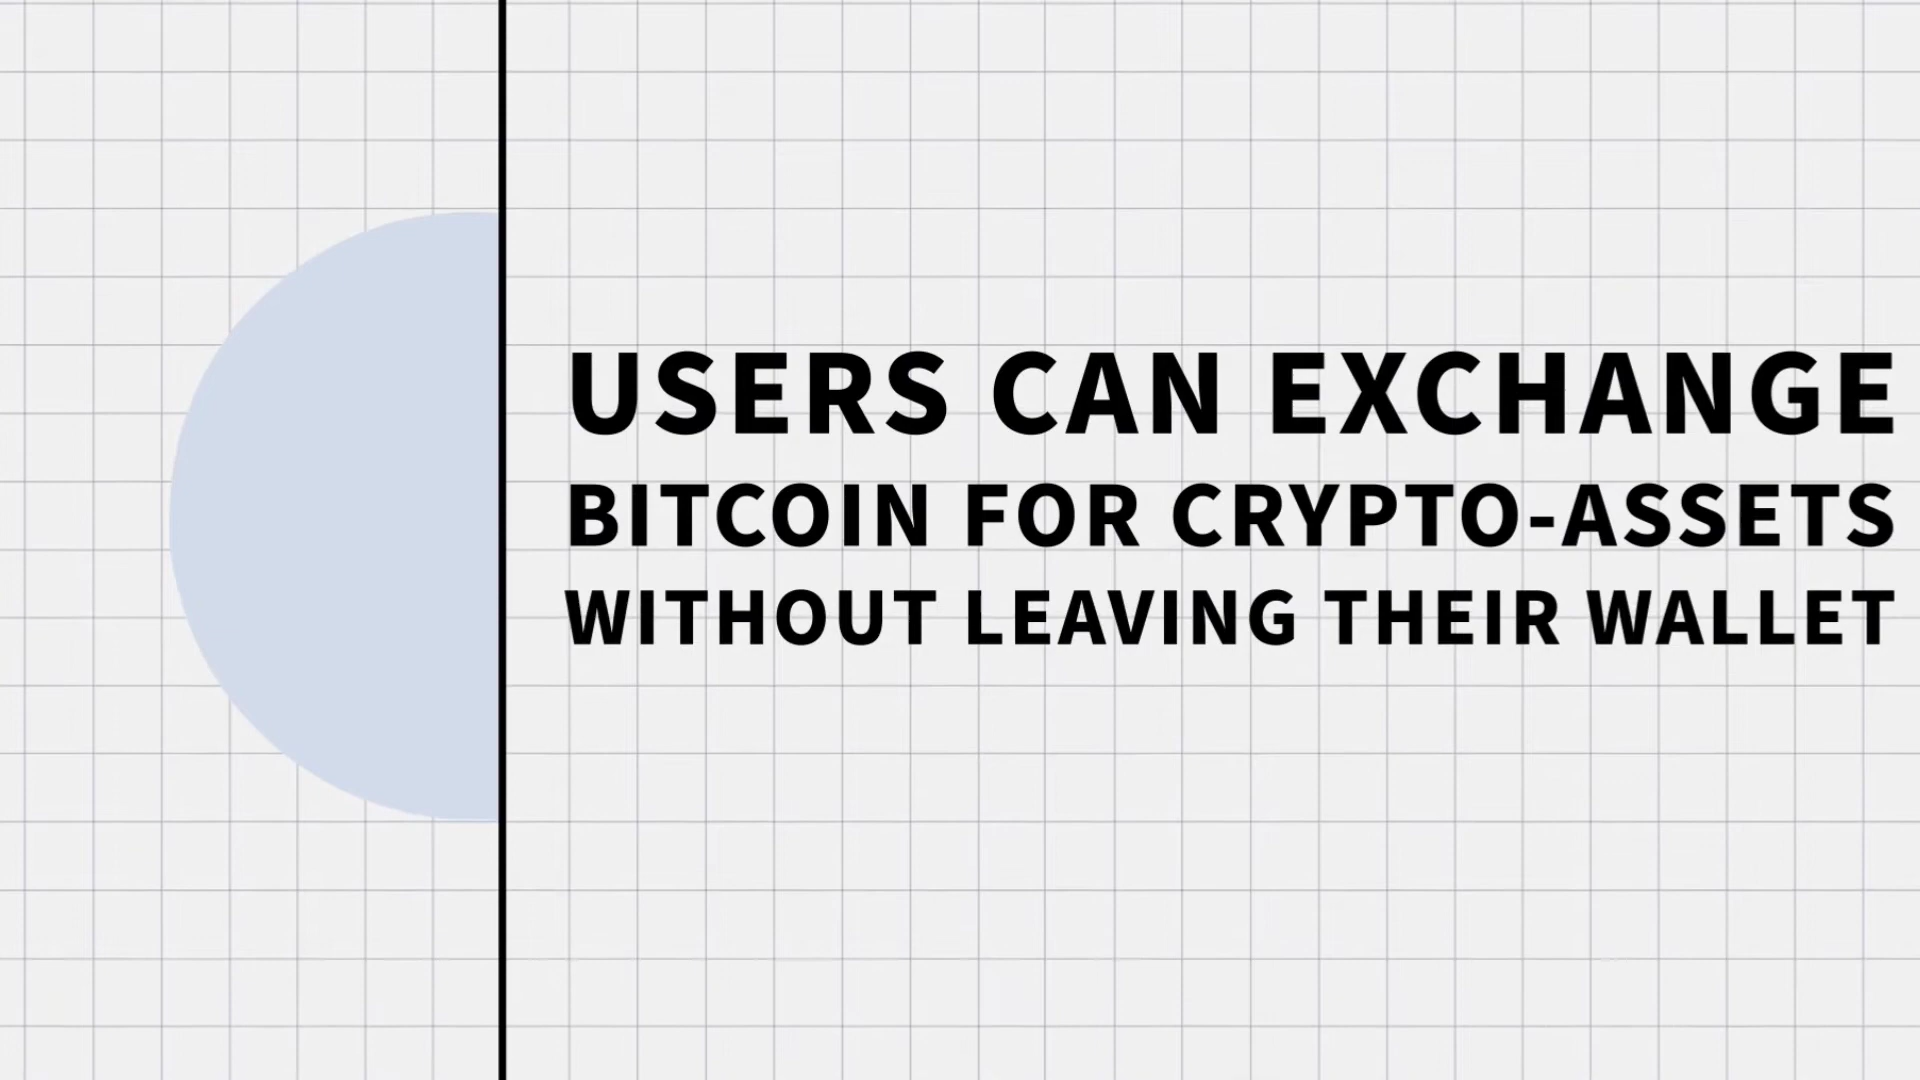 USERS CAN EXCHANGE
BITCOIN FOR CRYPTO-ASSETS
WITHOUT LEAVING THEIR WALLET